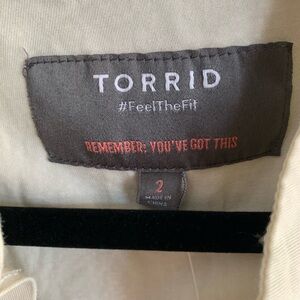 TORRID
#FeelTheFit
REMEMBER: YOU'VE GOT THIS
2
MADE IN
CHINA